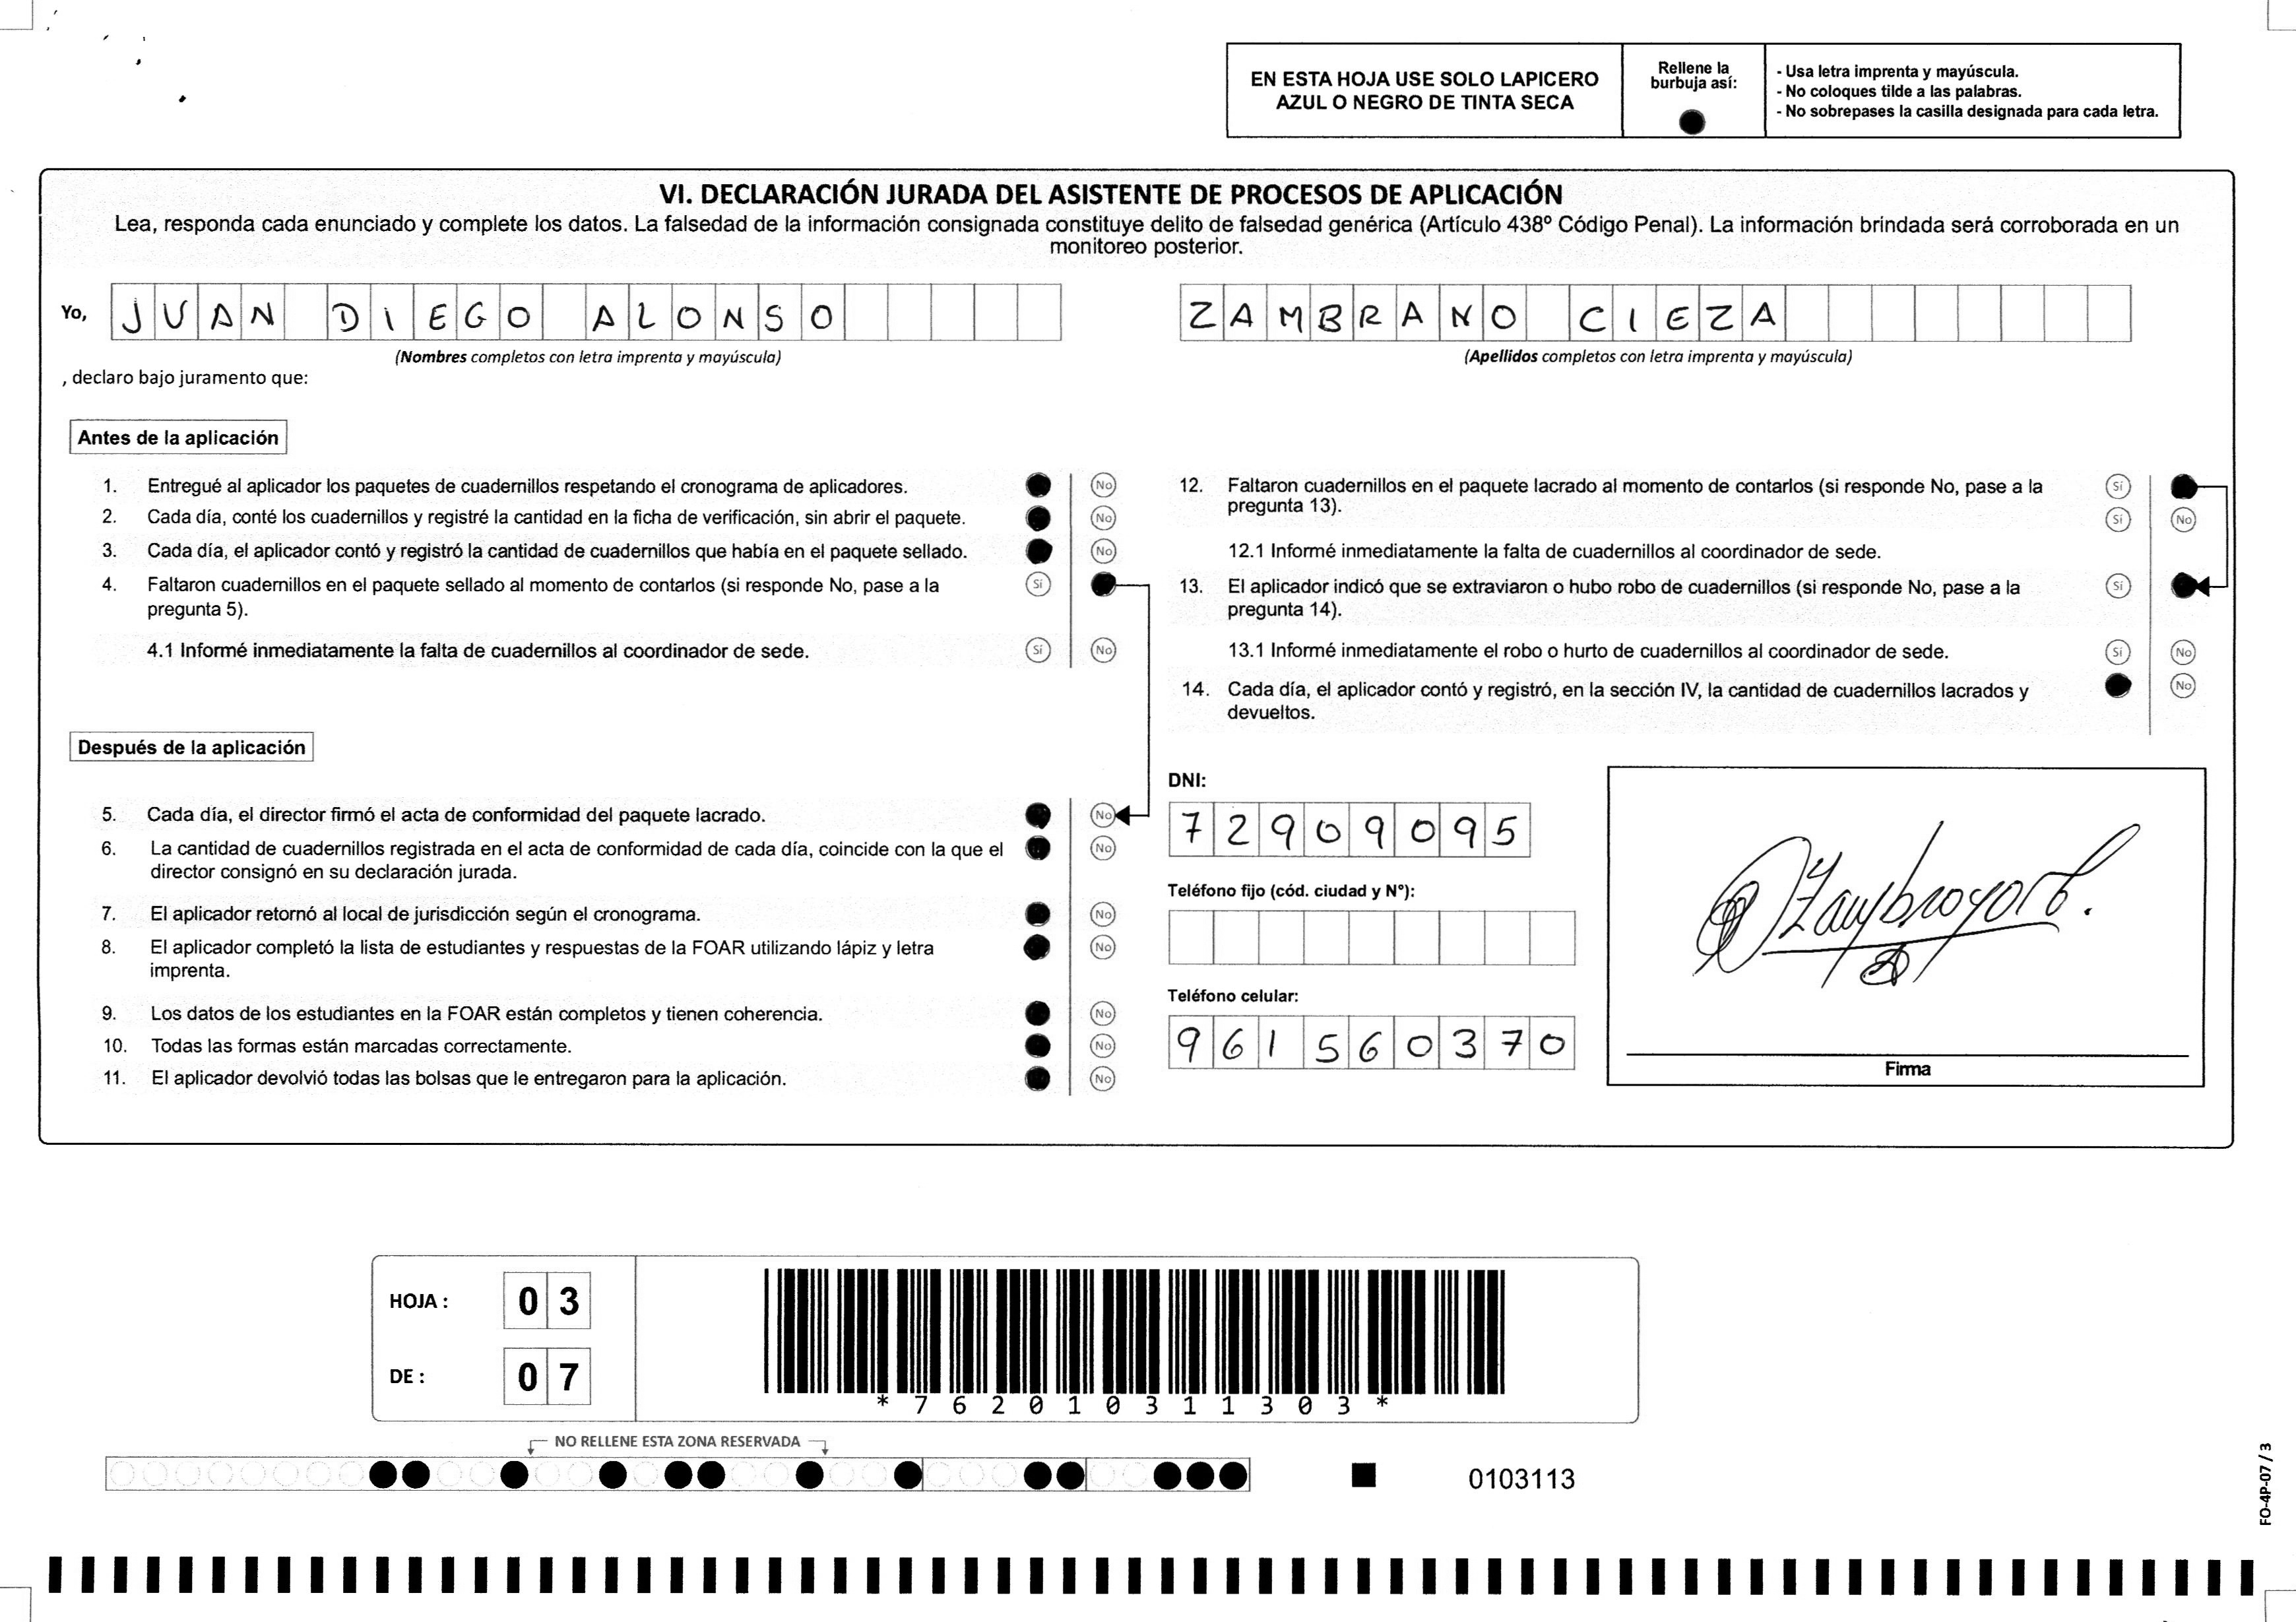 EN ESTA HOJA USE SOLO LAPICERO
AZUL O NEGRO DE TINTA SECA
Rellene la
burbuja así:
- Usa letra imprenta y mayúscula.
- No coloques tilde a las palabras.
- No sobrepases la casilla designada para cada letra.
VI. DECLARACIÓN JURADA DEL ASISTENTE DE PROCESOS DE APLICACIÓN
Lea, responda cada enunciado y complete los datos. La falsedad de la información consignada constituye delito de falsedad genérica (Artículo 438º Código Penal). La información brindada será corroborada en un
monitoreo posterior.
Yo, JUAN DIEGO ALONSO ZAMBRANO CIEZA
(Nombres completos con letra imprenta y mayúscula) (Apellidos completos con letra imprenta y mayúscula)
, declaro bajo juramento que:
Antes de la aplicación
1. Entregué al aplicador los paquetes de cuadernillos respetando el cronograma de aplicadores. No
2. Cada día, conté los cuadernillos y registré la cantidad en la ficha de verificación, sin abrir el paquete. No
3. Cada día, el aplicador contó y registró la cantidad de cuadernillos que había en el paquete sellado. No
4. Faltaron cuadernillos en el paquete sellado al momento de contarlos (si responde No, pase a la Sí
pregunta 5).
4.1 Informé inmediatamente la falta de cuadernillos al coordinador de sede. Sí No
Después de la aplicación
5. Cada día, el director firmó el acta de conformidad del paquete lacrado. No
6. La cantidad de cuadernillos registrada en el acta de conformidad de cada día, coincide con la que el No
director consignó en su declaración jurada.
7. El aplicador retornó al local de jurisdicción según el cronograma. No
8. El aplicador completó la lista de estudiantes y respuestas de la FOAR utilizando lápiz y letra No
imprenta.
9. Los datos de los estudiantes en la FOAR están completos y tienen coherencia. No
10. Todas las formas están marcadas correctamente. No
11. El aplicador devolvió todas las bolsas que le entregaron para la aplicación. No
12. Faltaron cuadernillos en el paquete lacrado al momento de contarlos (si responde No, pase a la Sí
pregunta 13). Sí No
12.1 Informé inmediatamente la falta de cuadernillos al coordinador de sede.
13. El aplicador indicó que se extraviaron o hubo robo de cuadernillos (si responde No, pase a la Sí
pregunta 14).
13.1 Informé inmediatamente el robo o hurto de cuadernillos al coordinador de sede. Sí No
14. Cada día, el aplicador contó y registró, en la sección IV, la cantidad de cuadernillos lacrados y No
devueltos.
DNI:
72909095
Teléfono fijo (cód. ciudad y N°):
Teléfono celular:
961560370
Firma
HOJA : 03
DE : 07
*762010311303*
NO RELLENE ESTA ZONA RESERVADA
0103113
FO-4P-07 / 3